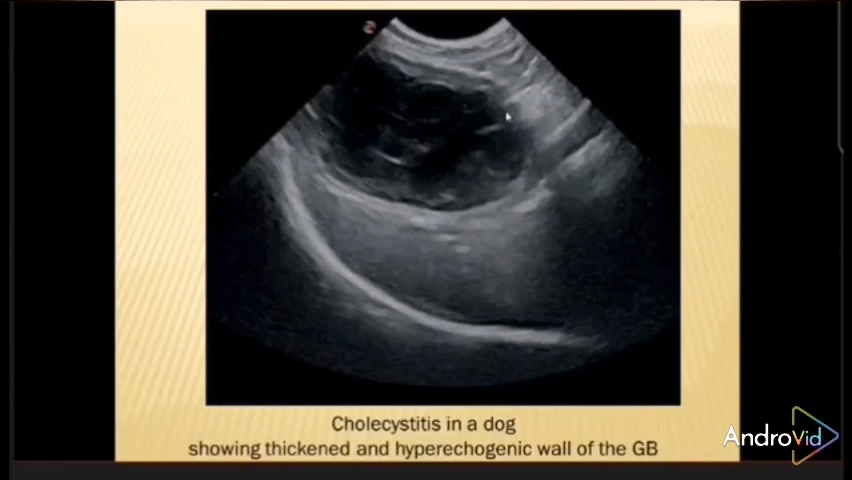 Cholecystitis in a dog
showing thickened and hyperechogenic wall of the GB
AndroVid